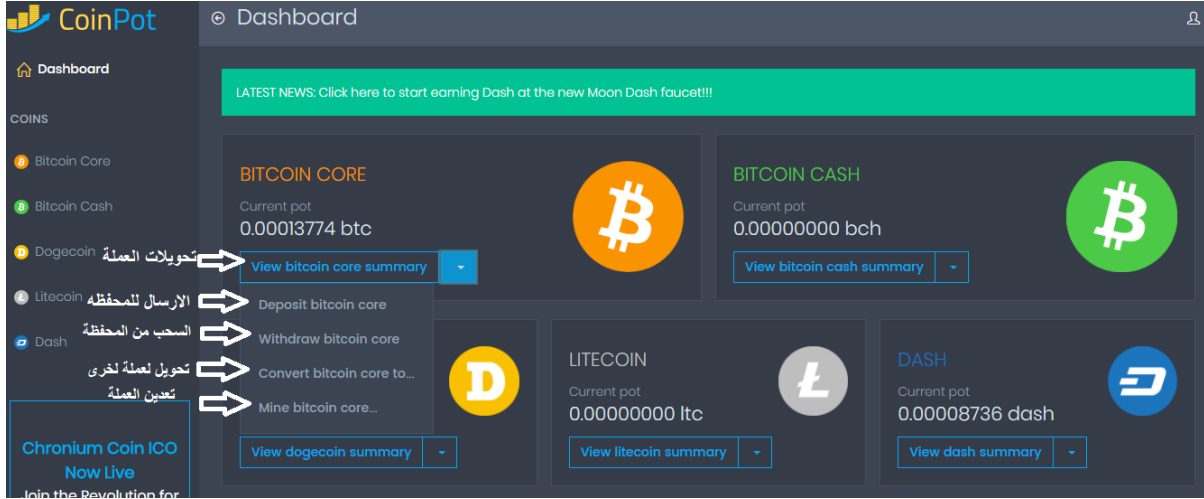 CoinPot
Dashboard
Dashboard
COINS
Bitcoin Core
Bitcoin Cash
Dogecoin
Litecoin
Dash
Chronium Coin ICO
Now Live
Join the Revolution for
LATEST NEWS: Click here to start earning Dash at the new Moon Dash faucet!!!
BITCOIN CORE
Current pot
0.00013774 btc
View bitcoin core summary
تحويلات العملة
Deposit bitcoin core
الارسال للمحفظه
Withdraw bitcoin core
السحب من المحفظة
Convert bitcoin core to...
تحويل لعملة لخرى
Mine bitcoin core...
تعدين العملة
View dogecoin summary
BITCOIN CASH
Current pot
0.00000000 bch
View bitcoin cash summary
LITECOIN
Current pot
0.00000000 ltc
View litecoin summary
DASH
Current pot
0.00008736 dash
View dash summary